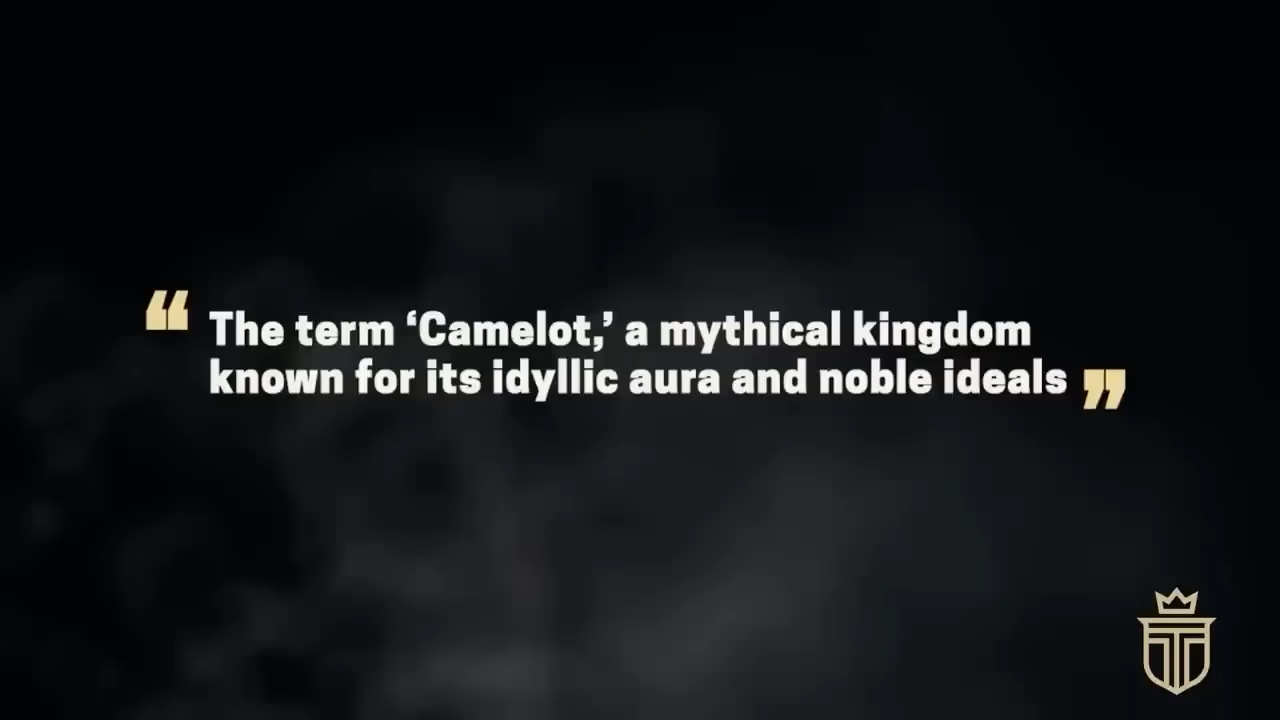 “The term ‘Camelot,’ a mythical kingdom
known for its idyllic aura and noble ideals”